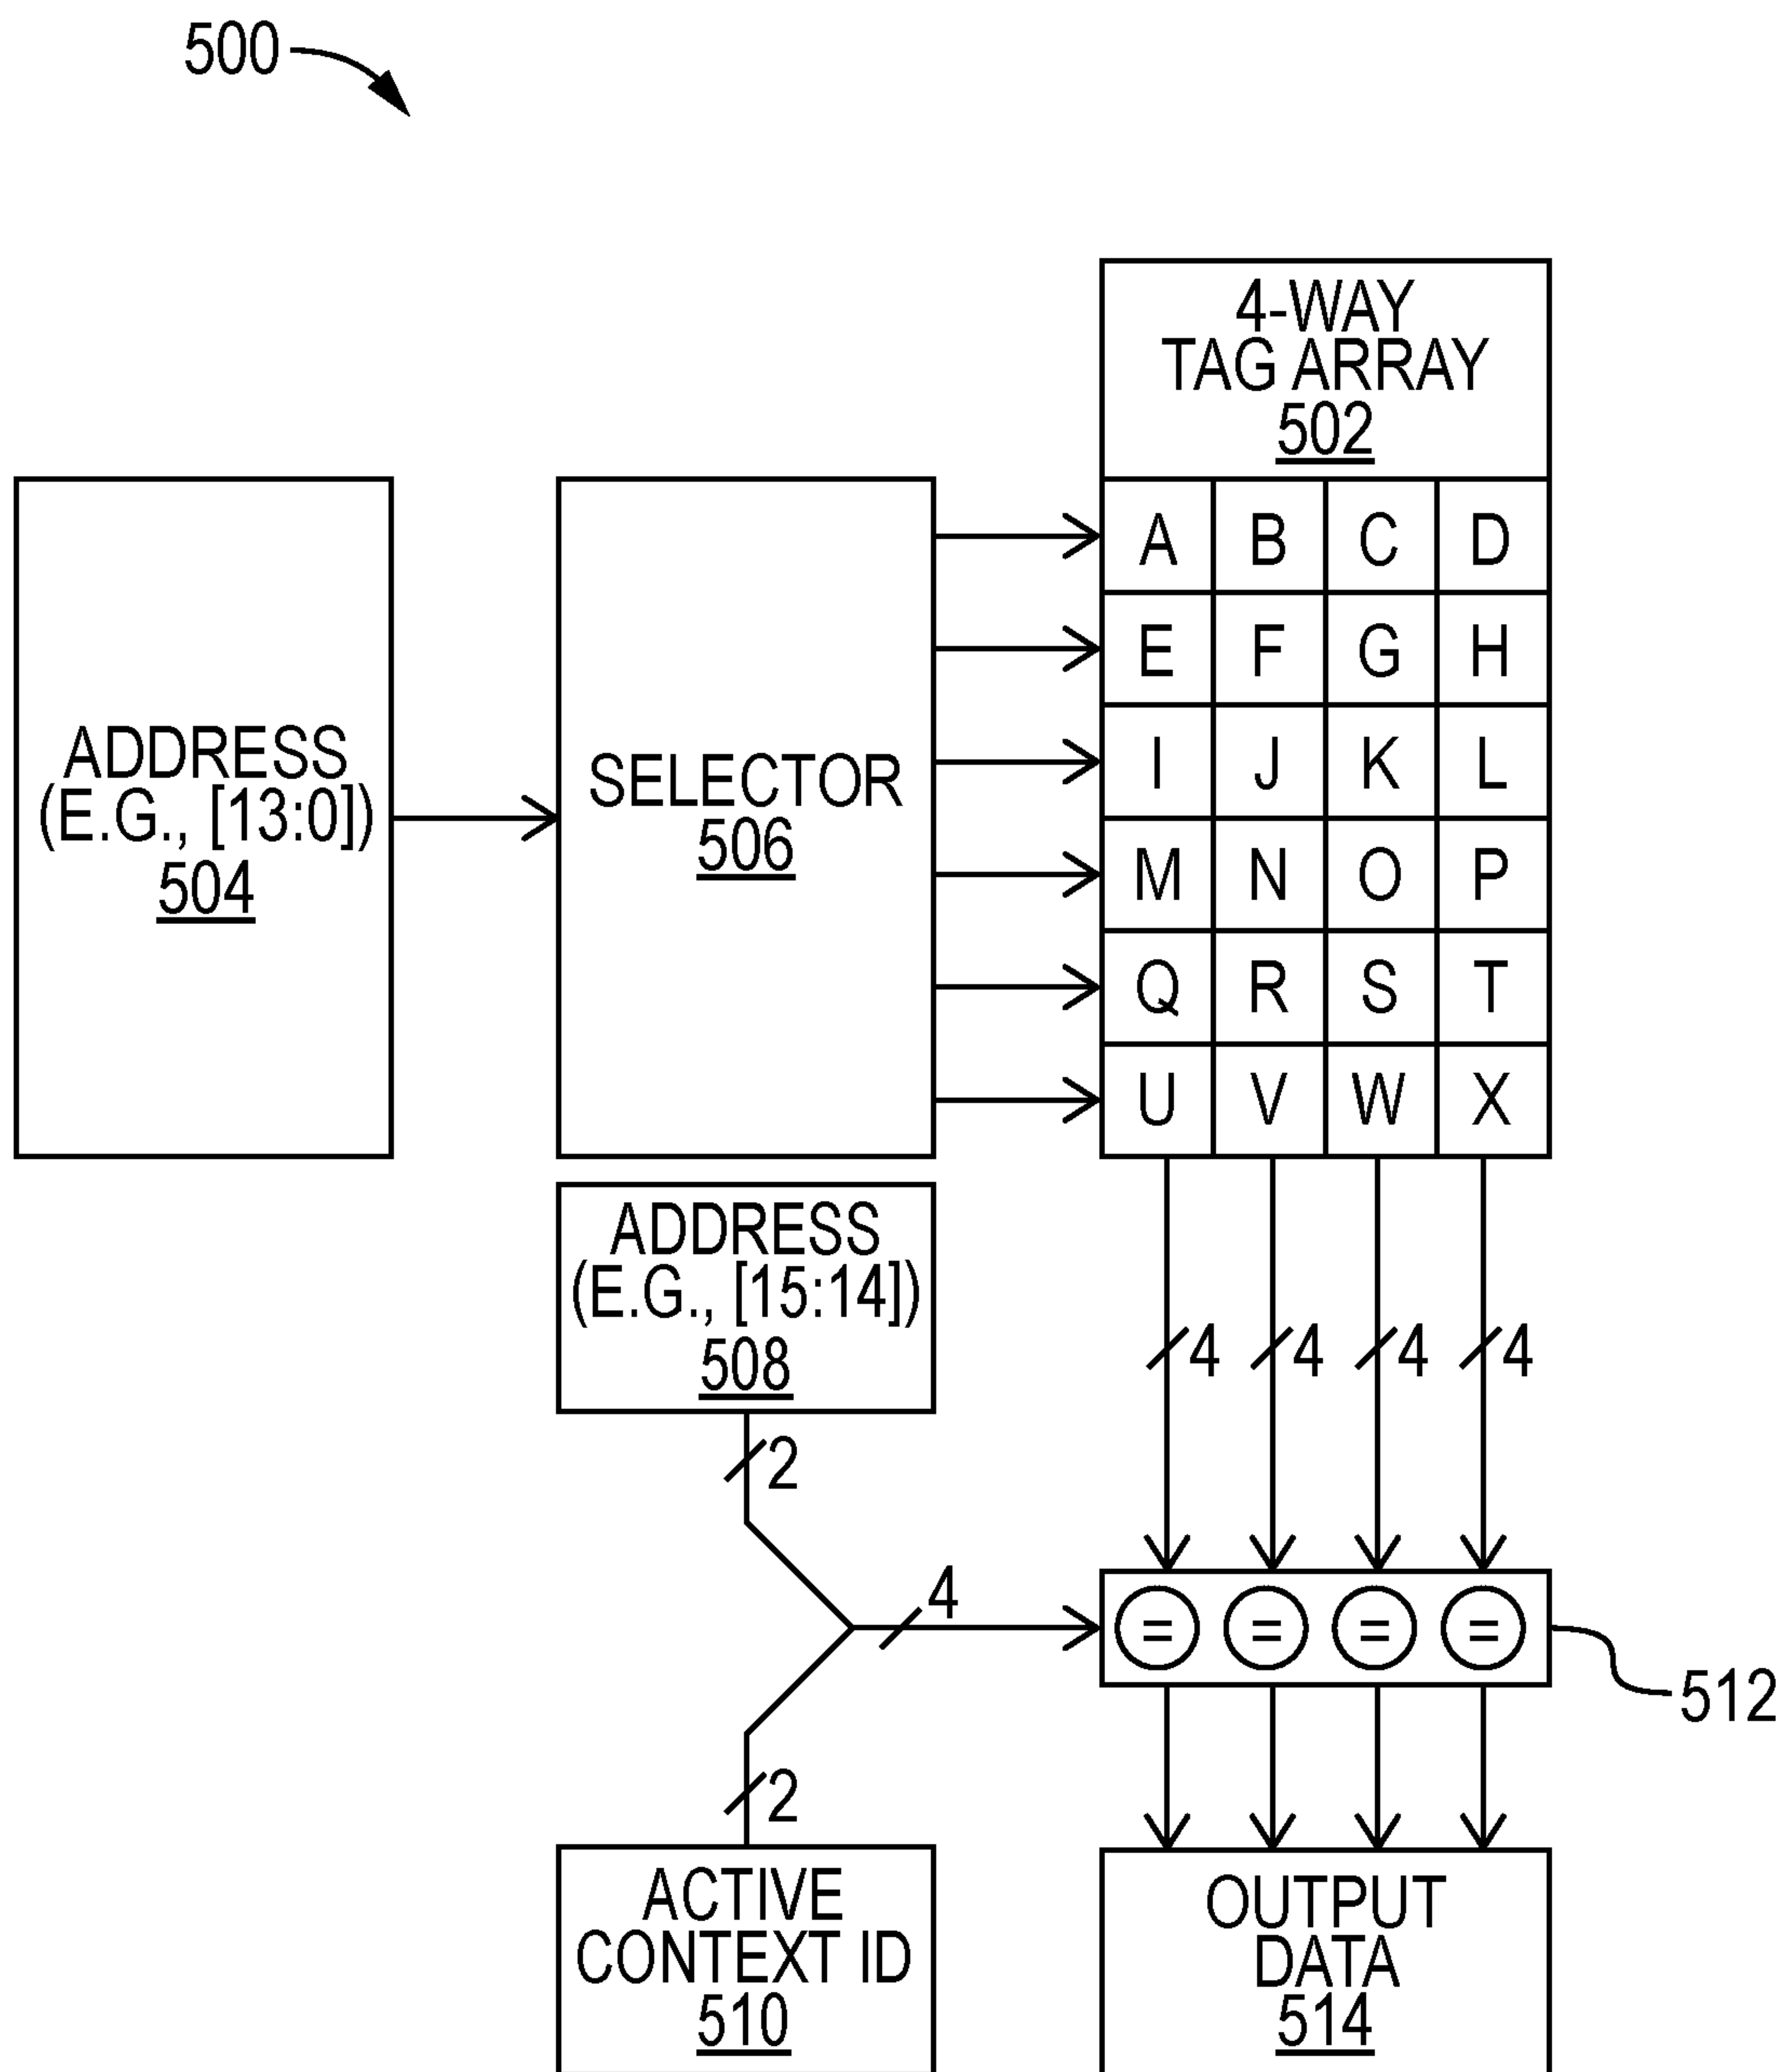 500
4-WAY
TAG ARRAY
502
A B C D
E F G H
I J K L
M N O P
Q R S T
U V W X
ADDRESS
(E.G., [13:0])
504
SELECTOR
506
ADDRESS
(E.G., [15:14])
508
4 4 4 4
2
4
= = = =
512
2
ACTIVE
CONTEXT ID
510
OUTPUT
DATA
514